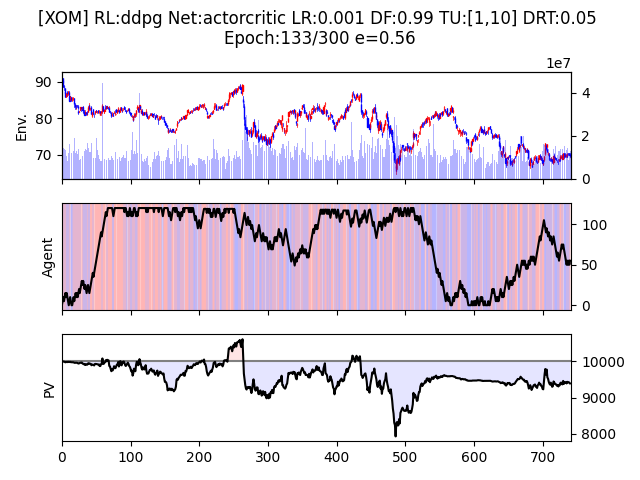 [XOM] RL:ddpg Net:actorcritic LR:0.001 DF:0.99 TU:[1,10] DRT:0.05
Epoch:133/300 e=0.56
1e7
90
80
70
Env.
4
2
0
Agent
100
50
0
PV
10000
9000
8000
0 100 200 300 400 500 600 700